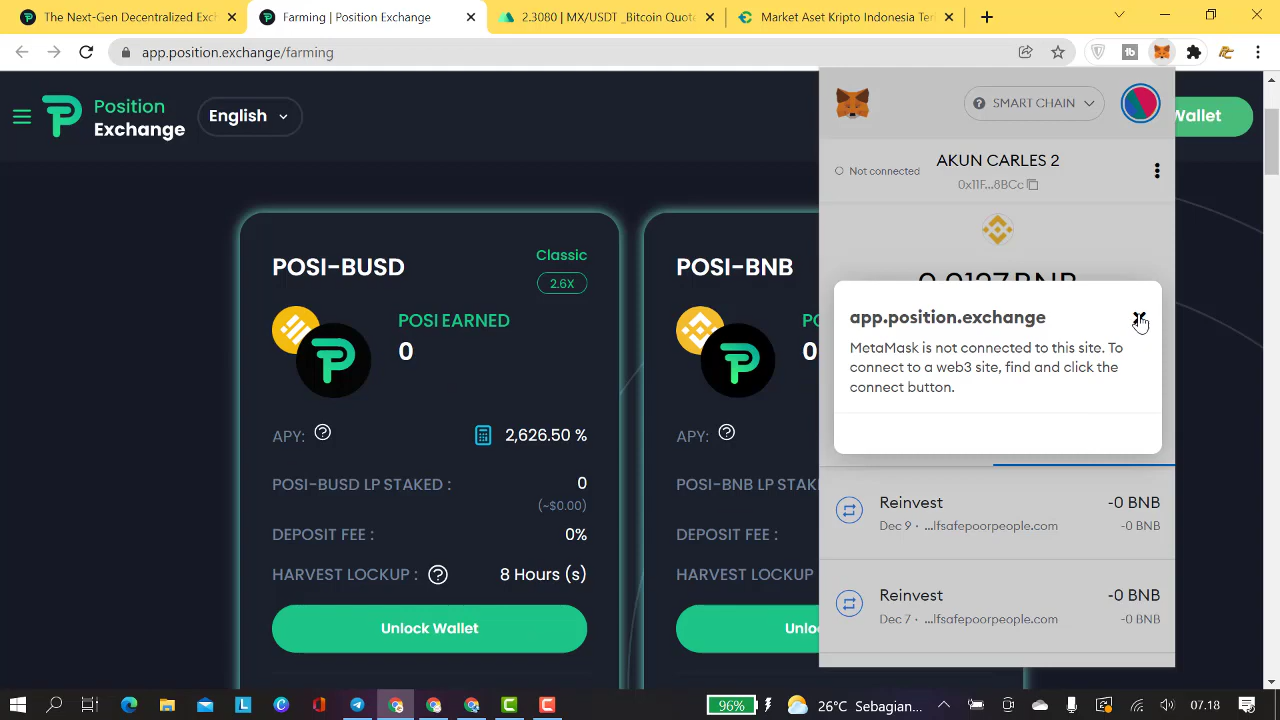 The Next-Gen Decentralized Exc
Farming | Position Exchange
2.3080 | MX/USDT _Bitcoin Quote
Market Aset Kripto Indonesia Ter
app.position.exchange/farming
Position
Exchange
English
Wallet
SMART CHAIN
Not connected
AKUN CARLES 2
0x11F...8BCc
POSI-BUSD
Classic
2.6X
POSI EARNED
0
APY:
2,626.50 %
POSI-BUSD LP STAKED :
0
(~$0.00)
DEPOSIT FEE :
0%
HARVEST LOCKUP :
8 Hours (s)
Unlock Wallet
POSI-BNB
0
APY:
POSI-BNB LP STAK
DEPOSIT FEE :
HARVEST LOCKUP
Unlo
app.position.exchange
MetaMask is not connected to this site. To
connect to a web3 site, find and click the
connect button.
Reinvest
-0 BNB
Dec 9 · ...lfsafepoorpeople.com
-0 BNB
Reinvest
-0 BNB
Dec 7 · ...lfsafepoorpeople.com
-0 BNB
96%
26°C Sebagian...
07.18